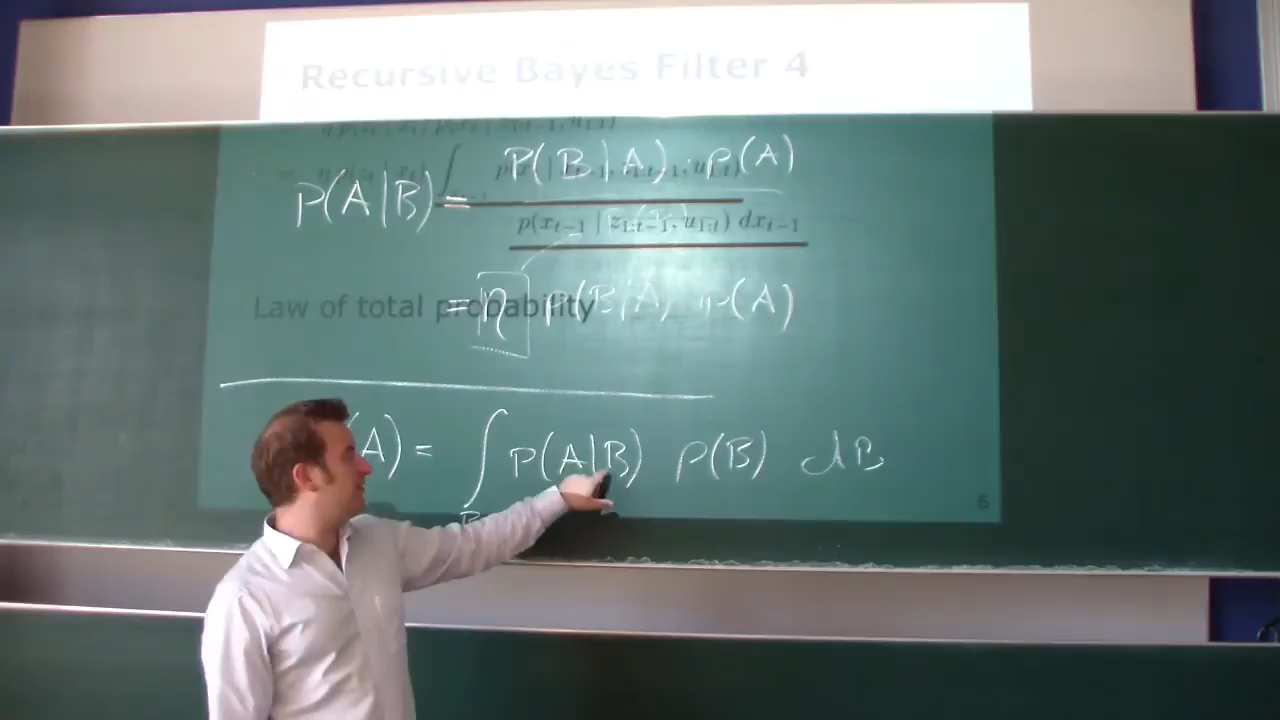 Recursive Bayes Filter 4
P(B|A) · P(A)
P(A|B) =
p(x_{t-1} | z_{1:t-1}, u_{1:t}) dx_{t-1}
Law of total probability
= η P(B|A) P(A)
(A) = ∫ P(A|B) P(B) dB
B
6